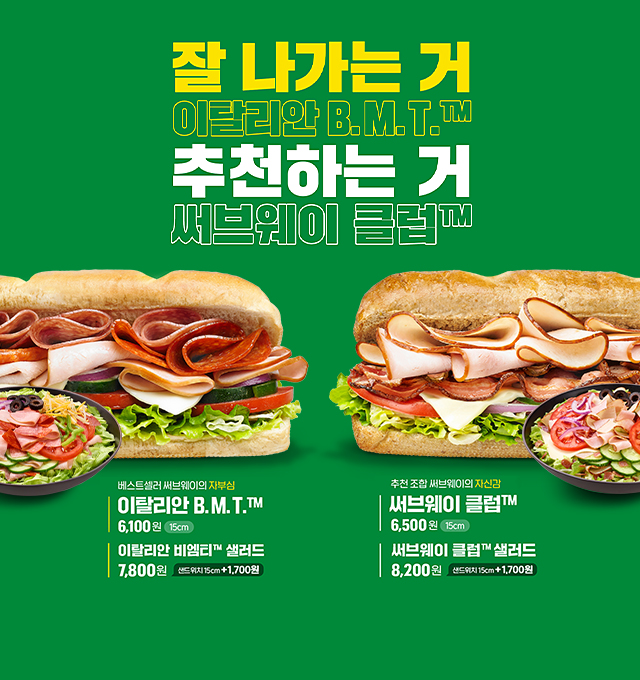 잘 나가는 거
이탈리안 B.M.T.™
추천하는 거
써브웨이 클럽™
베스트셀러 써브웨이의 자부심
이탈리안 B.M.T.™
6,100원 15cm
이탈리안 비엠티™ 샐러드
7,800원 샌드위치 15cm +1,700원
추천 조합 써브웨이의 자신감
써브웨이 클럽™
6,500원 15cm
써브웨이 클럽™ 샐러드
8,200원 샌드위치 15cm +1,700원